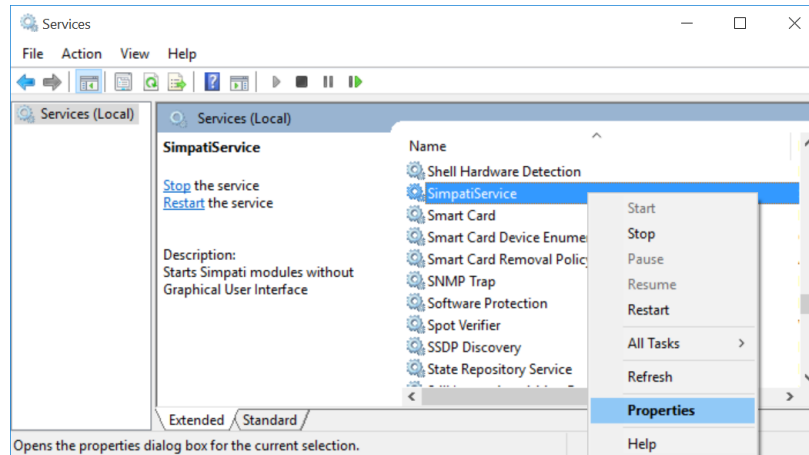 Services
File Action View Help
Services (Local)
Services (Local)
SimpatiService
Stop the service
Restart the service
Description:
Starts Simpati modules without
Graphical User Interface
Name
Shell Hardware Detection
SimpatiService
Smart Card
Smart Card Device Enume
Smart Card Removal Polic
SNMP Trap
Software Protection
Spot Verifier
SSDP Discovery
State Repository Service
Start
Stop
Pause
Resume
Restart
All Tasks
Refresh
Properties
Help
Extended Standard
Opens the properties dialog box for the current selection.